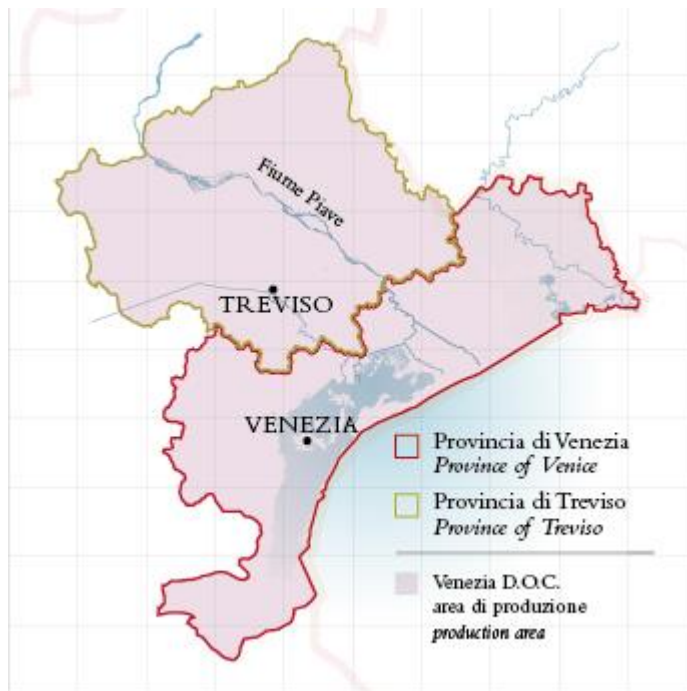 Fiume Piave
TREVISO
VENEZIA
Provincia di Venezia
Province of Venice
Provincia di Treviso
Province of Treviso
Venezia D.O.C.
area di produzione
production area